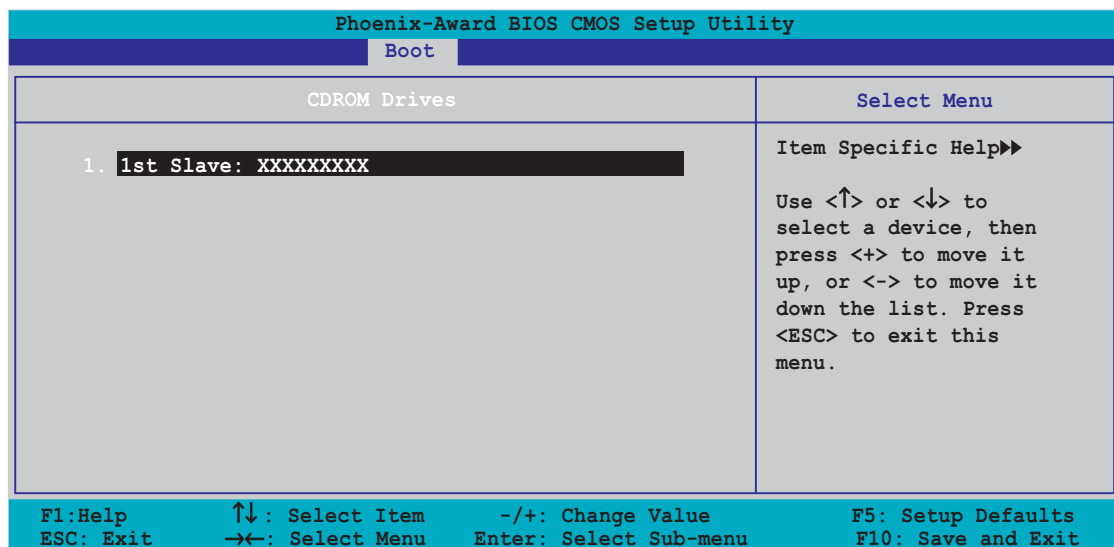 Phoenix-Award BIOS CMOS Setup Utility
Boot
CDROM Drives
Select Menu
1. 1st Slave: XXXXXXXXX
Item Specific Help▶▶
Use <↑> or <↓> to
select a device, then
press <+> to move it
up, or <-> to move it
down the list. Press
<ESC> to exit this
menu.
F1:Help ↑↓: Select Item -/+: Change Value F5: Setup Defaults
ESC: Exit →←: Select Menu Enter: Select Sub-menu F10: Save and Exit